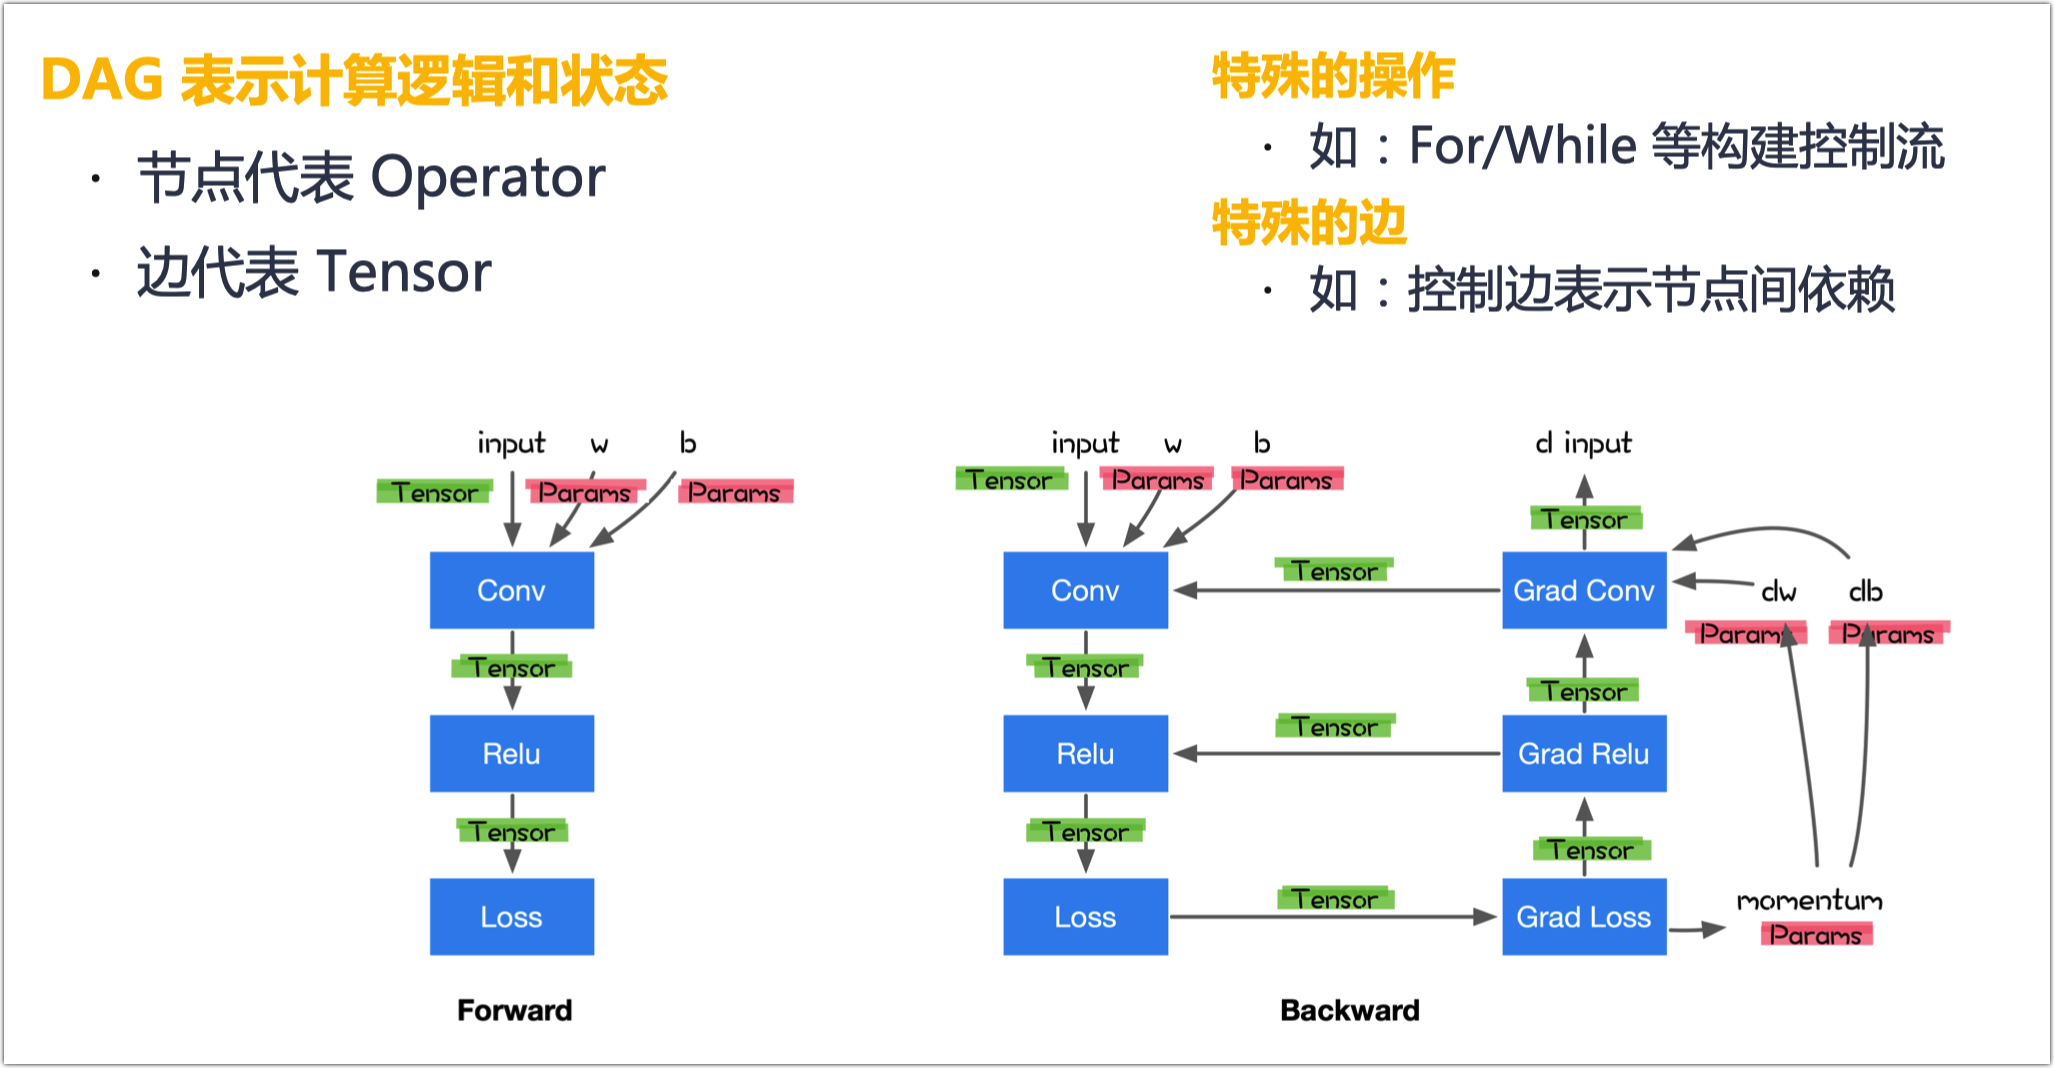 DAG 表示计算逻辑和状态
· 节点代表 Operator
· 边代表 Tensor
特殊的操作
· 如：For/While 等构建控制流
特殊的边
· 如：控制边表示节点间依赖
input w b
Tensor Params Params
Conv
Tensor
Relu
Tensor
Loss
Forward
input w b
Tensor Params Params
Conv
Tensor
Relu
Tensor
Loss
Tensor
Tensor
Tensor
d input
Tensor
Grad Conv
Tensor
Grad Relu
Tensor
Grad Loss
dw db
Params Params
momentum
Params
Backward